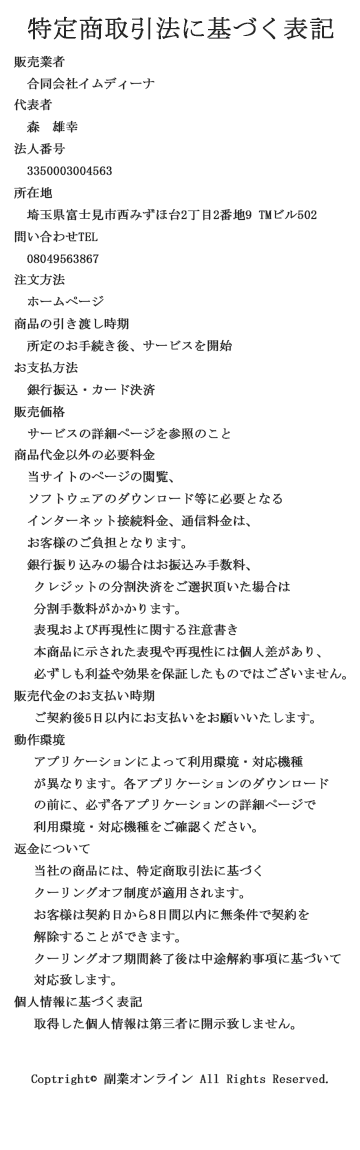 特定商取引法に基づく表記
販売業者
合同会社イムディーナ
代表者
森　雄幸
法人番号
3350003004563
所在地
埼玉県富士見市西みずほ台2丁目2番地9 TMビル502
問い合わせTEL
08049563867
注文方法
ホームページ
商品の引き渡し時期
所定のお手続き後、サービスを開始
お支払方法
銀行振込・カード決済
販売価格
サービスの詳細ページを参照のこと
商品代金以外の必要料金
当サイトのページの閲覧、
ソフトウェアのダウンロード等に必要となる
インターネット接続料金、通信料金は、
お客様のご負担となります。
銀行振り込みの場合はお振込み手数料、
クレジットの分割決済をご選択頂いた場合は
分割手数料がかかります。
表現および再現性に関する注意書き
本商品に示された表現や再現性には個人差があり、
必ずしも利益や効果を保証したものではございません。
販売代金のお支払い時期
ご契約後5日以内にお支払いをお願いいたします。
動作環境
アプリケーションによって利用環境・対応機種
が異なります。各アプリケーションのダウンロード
の前に、必ず各アプリケーションの詳細ページで
利用環境・対応機種をご確認ください。
返金について
当社の商品には、特定商取引法に基づく
クーリングオフ制度が適用されます。
お客様は契約日から8日間以内に無条件で契約を
解除することができます。
クーリングオフ期間終了後は中途解約事項に基づいて
対応致します。
個人情報に基づく表記
取得した個人情報は第三者に開示致しません。
Coptright© 副業オンライン All Rights Reserved.